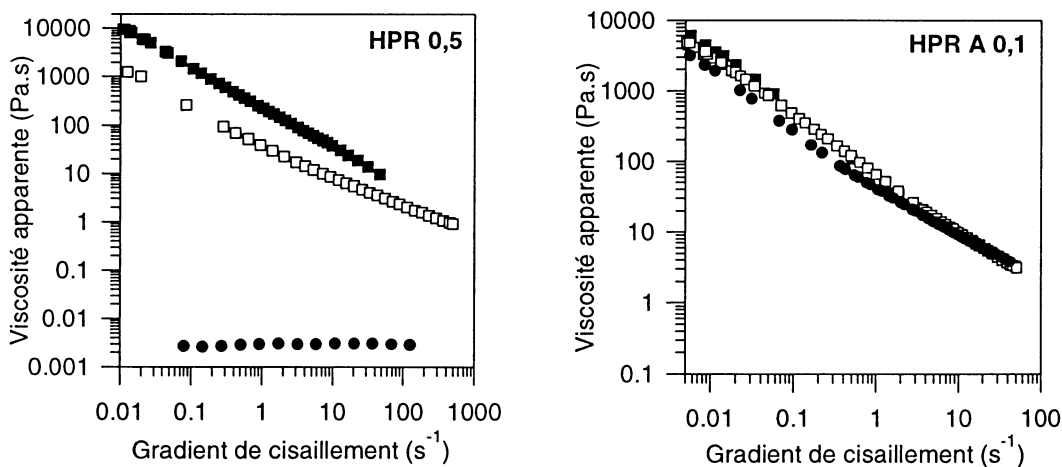 HPR 0,5
Viscosité apparente (Pa.s)
10000
1000
100
10
1
0.1
0.01
0.001
0.01 0.1 1 10 100 1000
Gradient de cisaillement (s⁻¹)
HPR A 0,1
Viscosité apparente (Pa.s)
10000
1000
100
10
1
0.1
0.01 0.1 1 10 100
Gradient de cisaillement (s⁻¹)